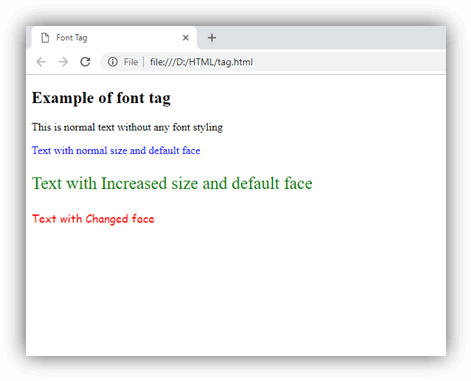 Font Tag
File file:///D:/HTML/tag.html
Example of font tag
This is normal text without any font styling
Text with normal size and default face
Text with Increased size and default face
Text with Changed face